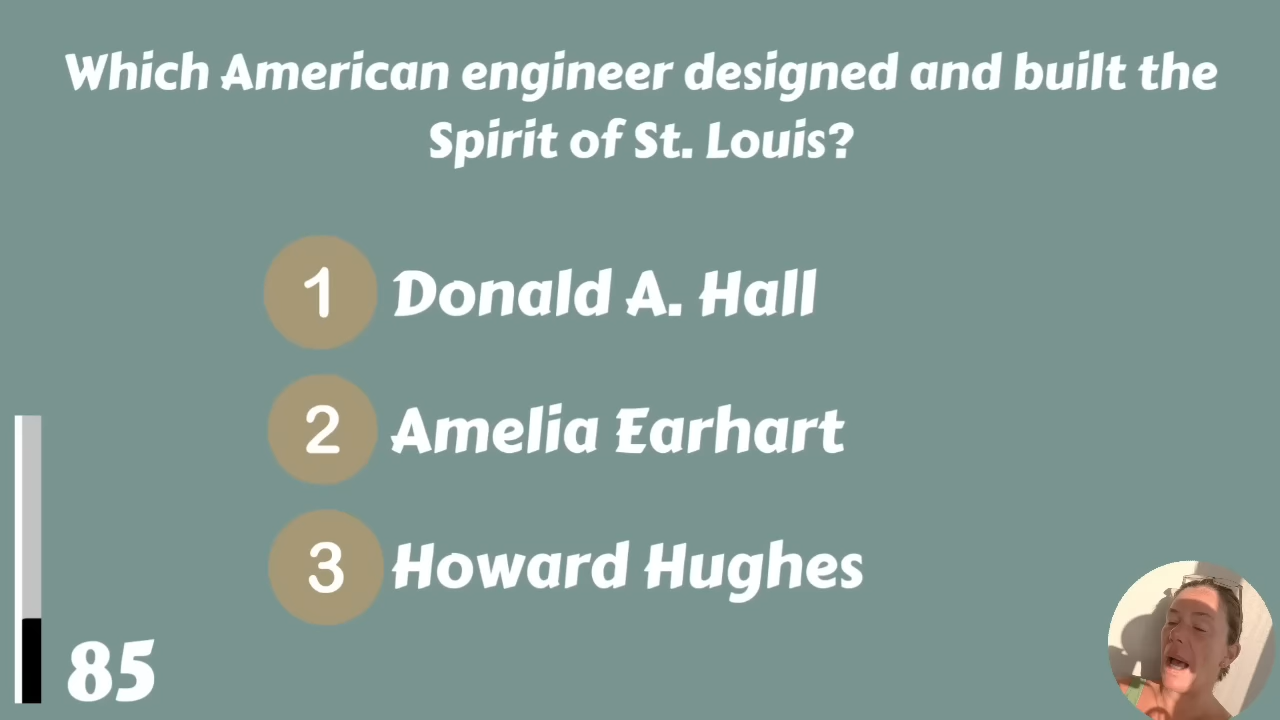 Which American engineer designed and built the
Spirit of St. Louis?
1 Donald A. Hall
2 Amelia Earhart
3 Howard Hughes
85